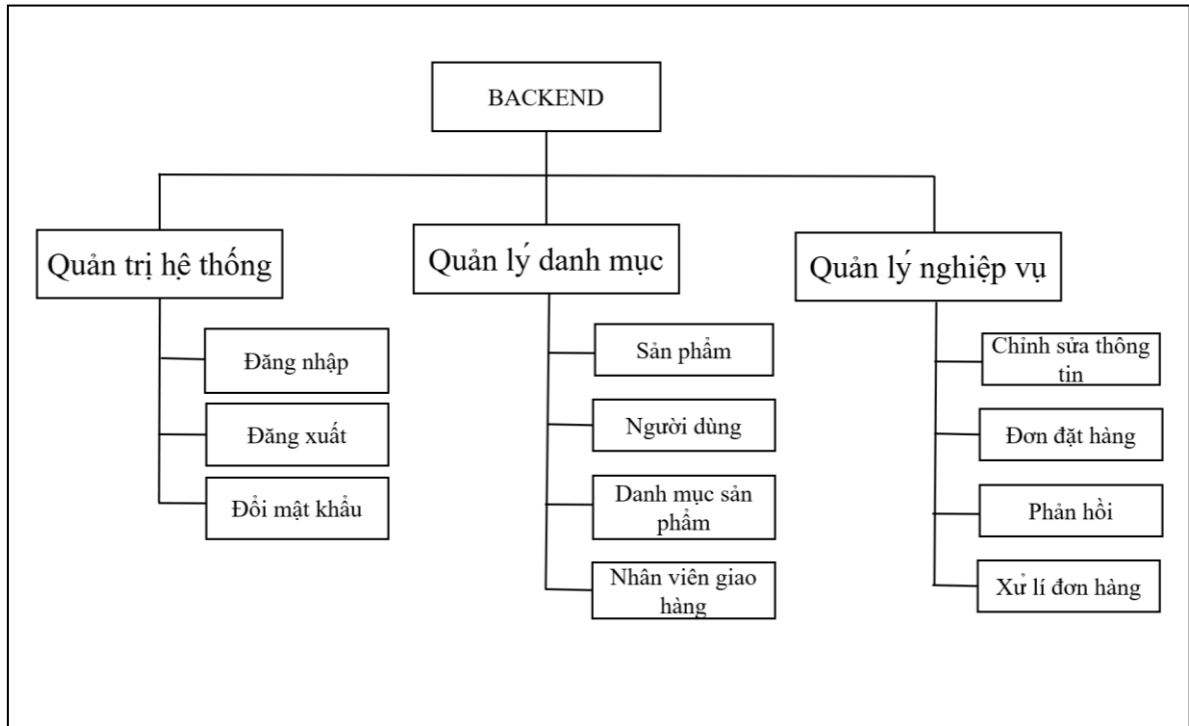 BACKEND
Quản trị hệ thống
Quản lý danh mục
Quản lý nghiệp vụ
Đăng nhập
Đăng xuất
Đổi mật khẩu
Sản phẩm
Người dùng
Danh mục sản
phẩm
Nhân viên giao
hàng
Chỉnh sửa thông
tin
Đơn đặt hàng
Phản hồi
Xử lí đơn hàng